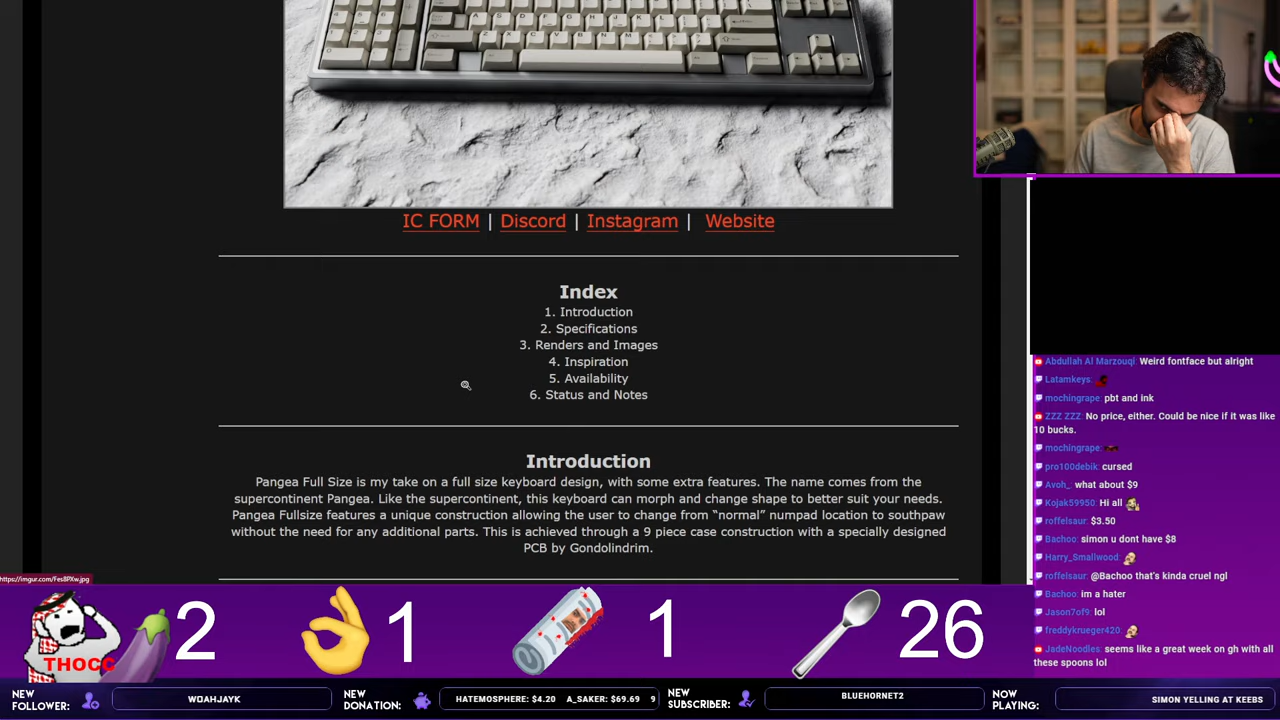 IC FORM | Discord | Instagram | Website
Index
1. Introduction
2. Specifications
3. Renders and Images
4. Inspiration
5. Availability
6. Status and Notes
Introduction
Pangea Full Size is my take on a full size keyboard design, with some extra features. The name comes from the
supercontinent Pangea. Like the supercontinent, this keyboard can morph and change shape to better suit your needs.
Pangea Fullsize features a unique construction allowing the user to change from “normal” numpad location to southpaw
without the need for any additional parts. This is achieved through a 9 piece case construction with a specially designed
PCB by Gondolindrim.
https://imgur.com/Fes8PXw.jpg
Abdullah Al Marzouqi Weird fontface but alright
Latamkeys:
mochingrape: pbt and ink
ZZZ ZZZ: No price, either. Could be nice if it was like
10 bucks.
mochingrape:
pro100debik: cursed
Avoh_: what about $9
Kojak59950: Hi all
roffelsaur: $3.50
Bachoo: simon u dont have $8
Harry_Smallwood:
roffelsaur: @Bachoo that's kinda cruel ngl
Bachoo: im a hater
Jason7of9: lol
freddykrueger420:
JadeNoodles: seems like a great week on gh with all
these spoons lol
THOCC 2 1 1 26
NEW
FOLLOWER:
WOAHJAYK
NEW
DONATION:
HATEMOSPHERE: $4.20 A_SAKER: $69.69 9
NEW
SUBSCRIBER:
BLUEHORNET2
NOW
PLAYING:
SIMON YELLING AT KEEBS